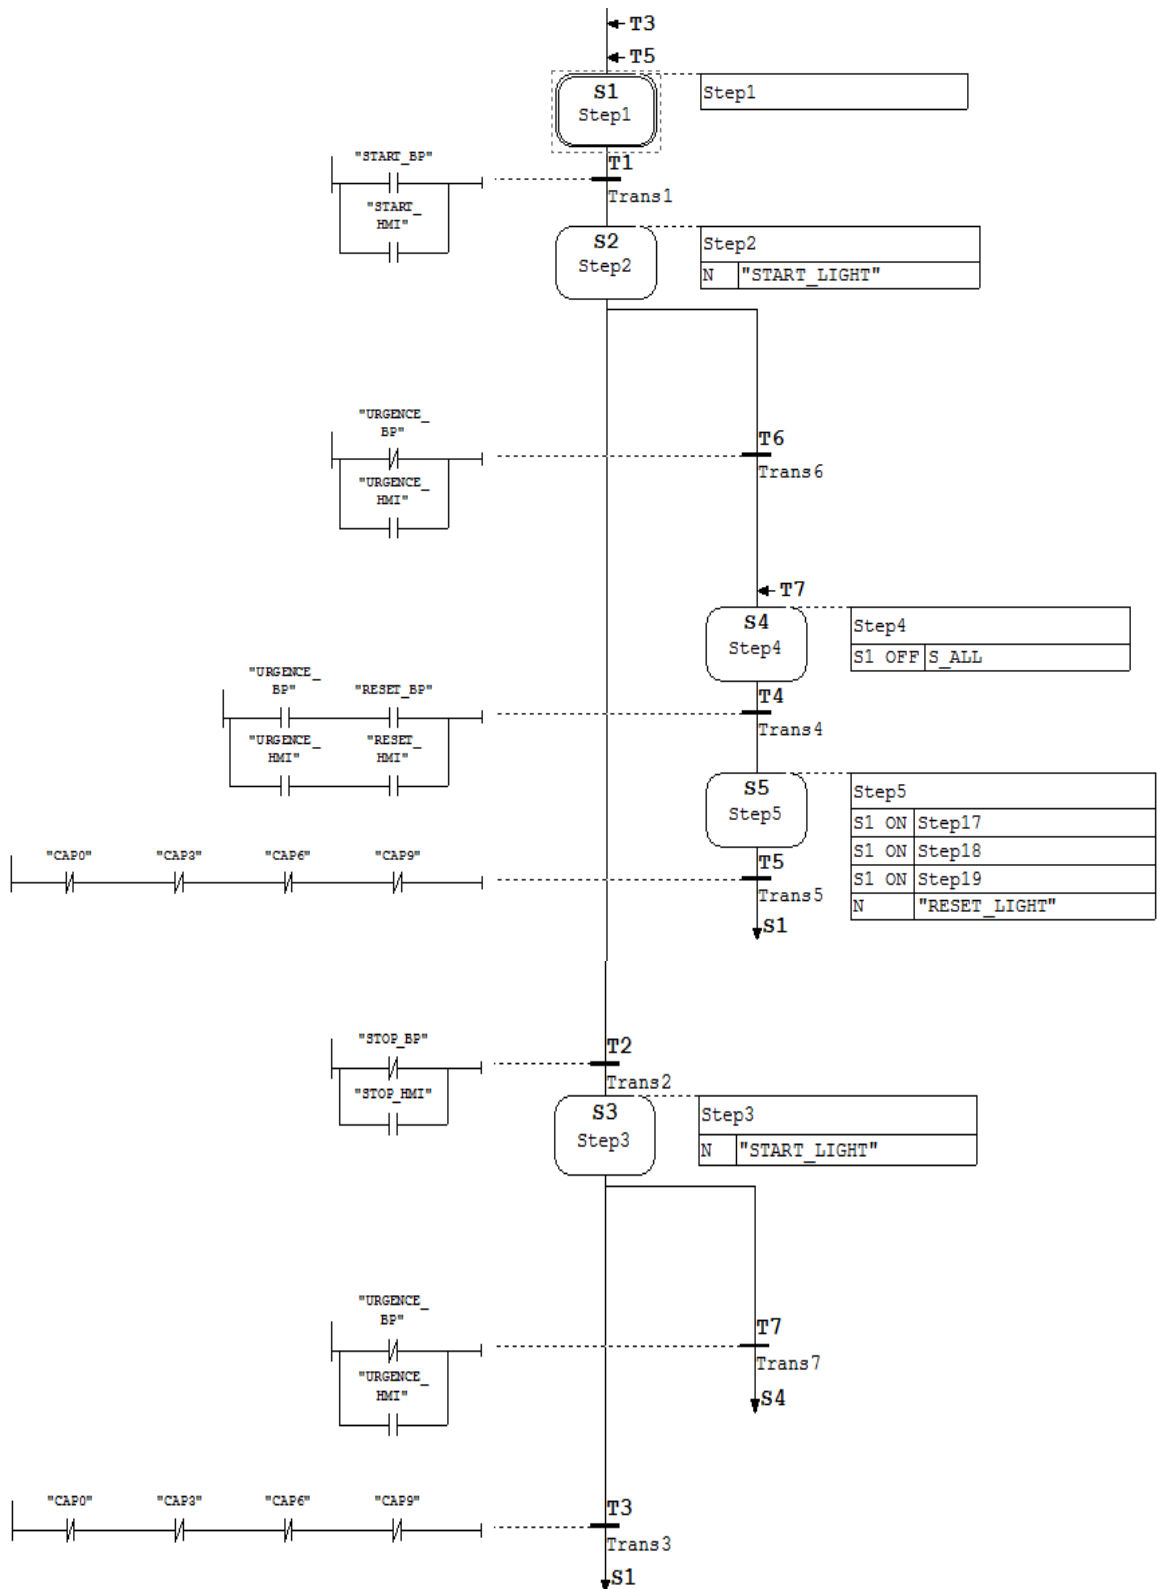 T3
T5
S1
Step1
Step1
"START_BP"
T1
Trans1
"START_
HMI"
S2
Step2
Step2
N "START_LIGHT"
"URGENCE_
BP"
T6
Trans6
"URGENCE_
HMI"
T7
S4
Step4
Step4
S1 OFF S_ALL
"URGENCE_
BP"
"RESET_BP"
T4
Trans4
"URGENCE_
HMI"
"RESET_
HMI"
S5
Step5
Step5
S1 ON Step17
S1 ON Step18
S1 ON Step19
N "RESET_LIGHT"
"CAP0" "CAP3" "CAP6" "CAP9"
T5
Trans5
S1
"STOP_BP"
T2
Trans2
"STOP_HMI"
S3
Step3
Step3
N "START_LIGHT"
"URGENCE_
BP"
T7
Trans7
"URGENCE_
HMI"
S4
"CAP0" "CAP3" "CAP6" "CAP9"
T3
Trans3
S1